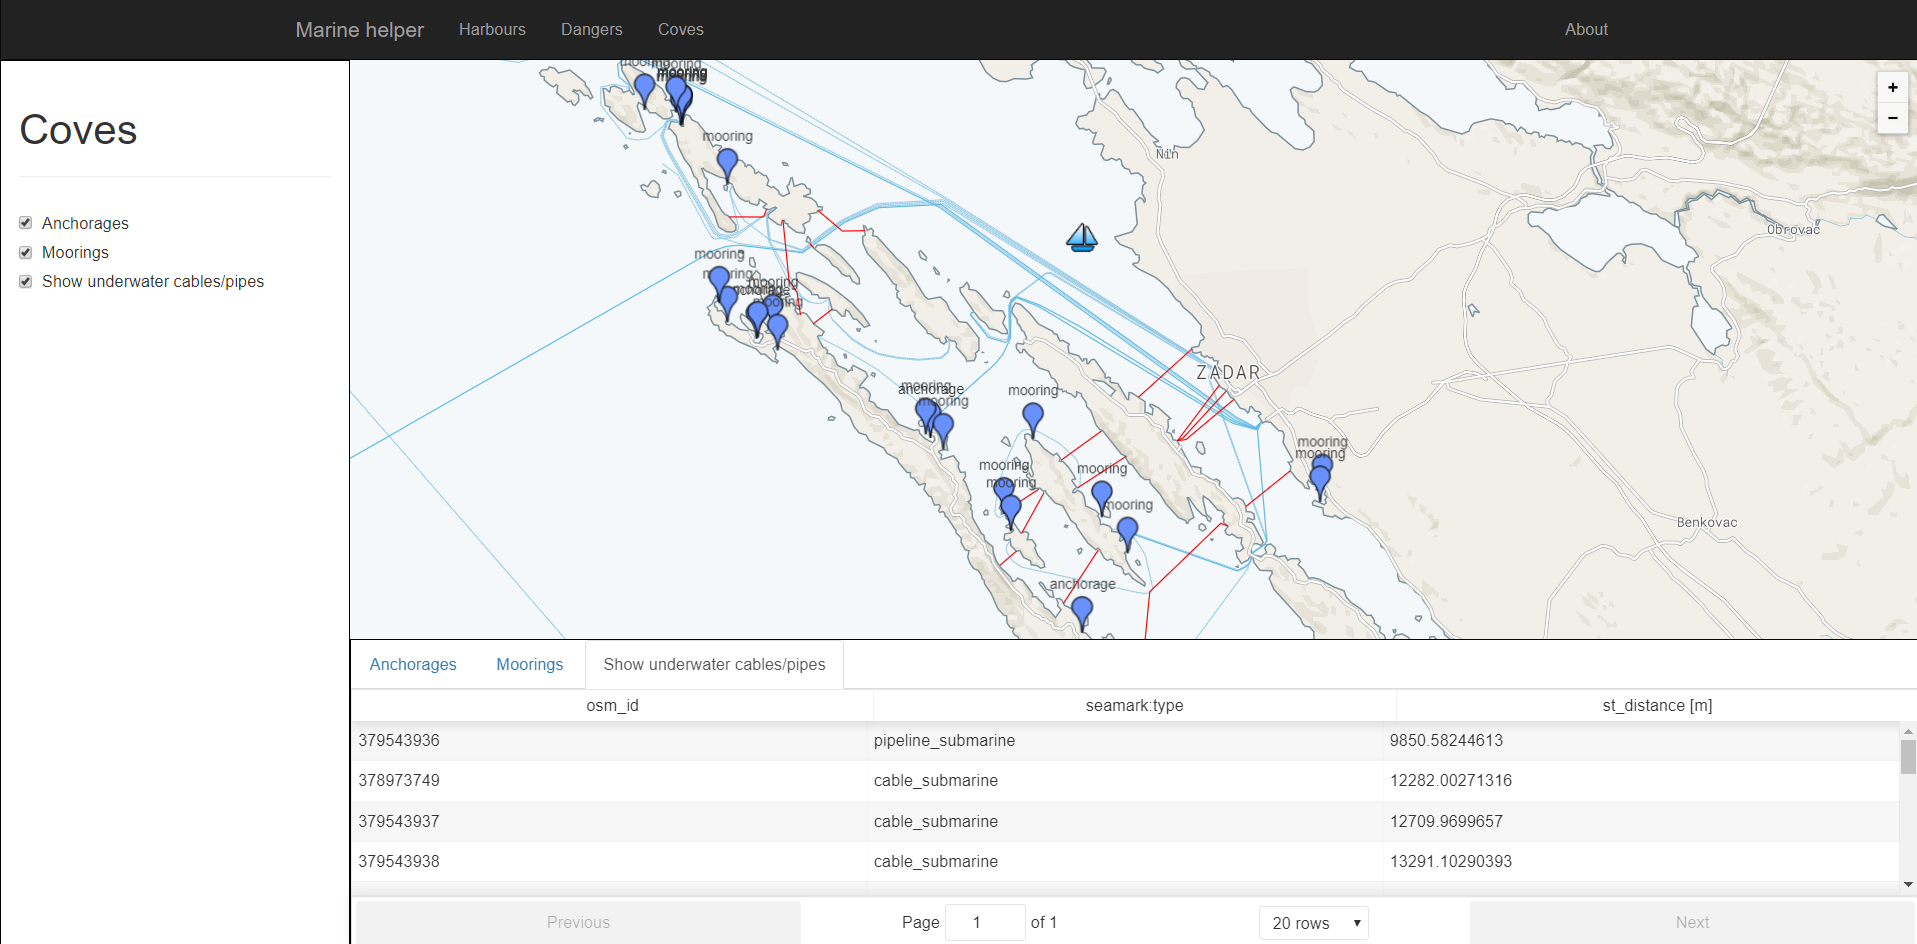 Marine helper
Harbours
Dangers
Coves
About
Coves
Anchorages
Moorings
Show underwater cables/pipes
+
−
mooring
mooring
mooring
mooring
Nin
Obrovac
mooring
mooring
mooring
mooring
ZADAR
mooring
anchorage
mooring
mooring
mooring
mooring
mooring
mooring
mooring
mooring
mooring
Benkovac
anchorage
Anchorages
Moorings
Show underwater cables/pipes
osm_id seamark:type st_distance [m]
379543936 pipeline_submarine 9850.58244613
378973749 cable_submarine 12282.00271316
379543937 cable_submarine 12709.9699657
379543938 cable_submarine 13291.10290393
Previous
Page 1 of 1
20 rows
Next